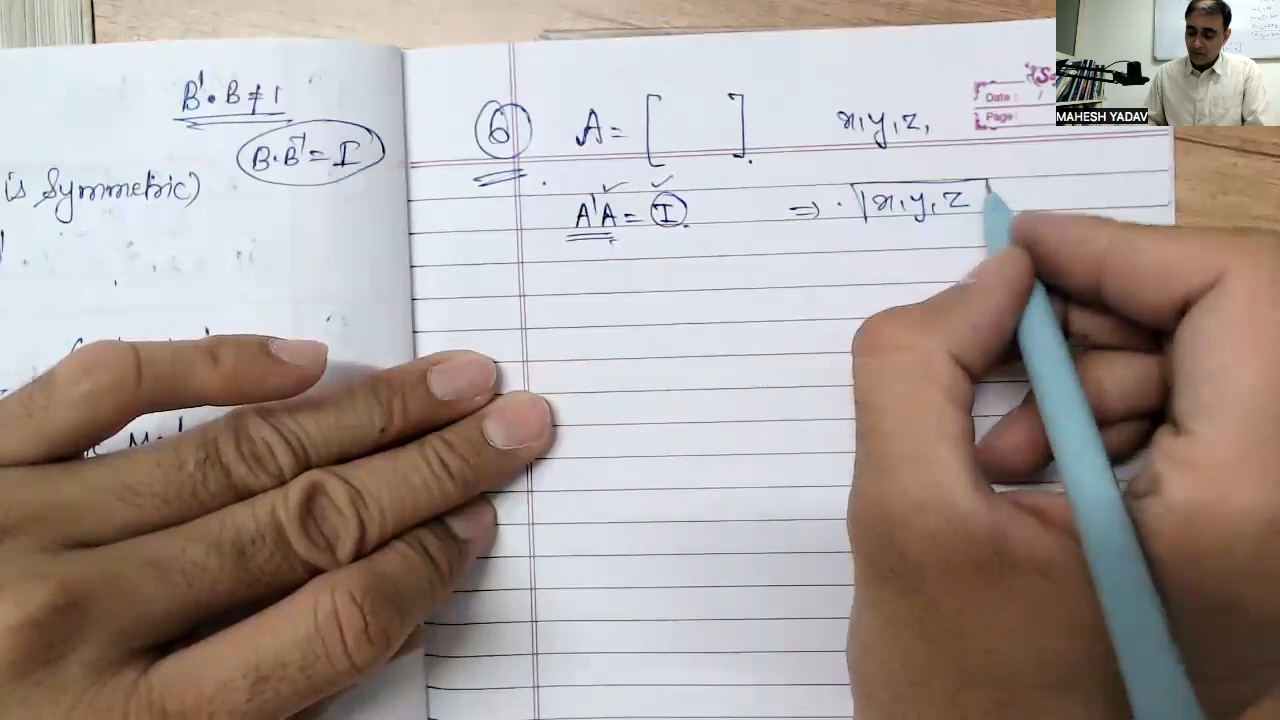 B'·B≠I
B·B'=I
is Symmetric)
6 A = [ ] x,y,z,
A'A = I ⇒ · x,y,z
Date: /
Page:
MAHESH YADAV